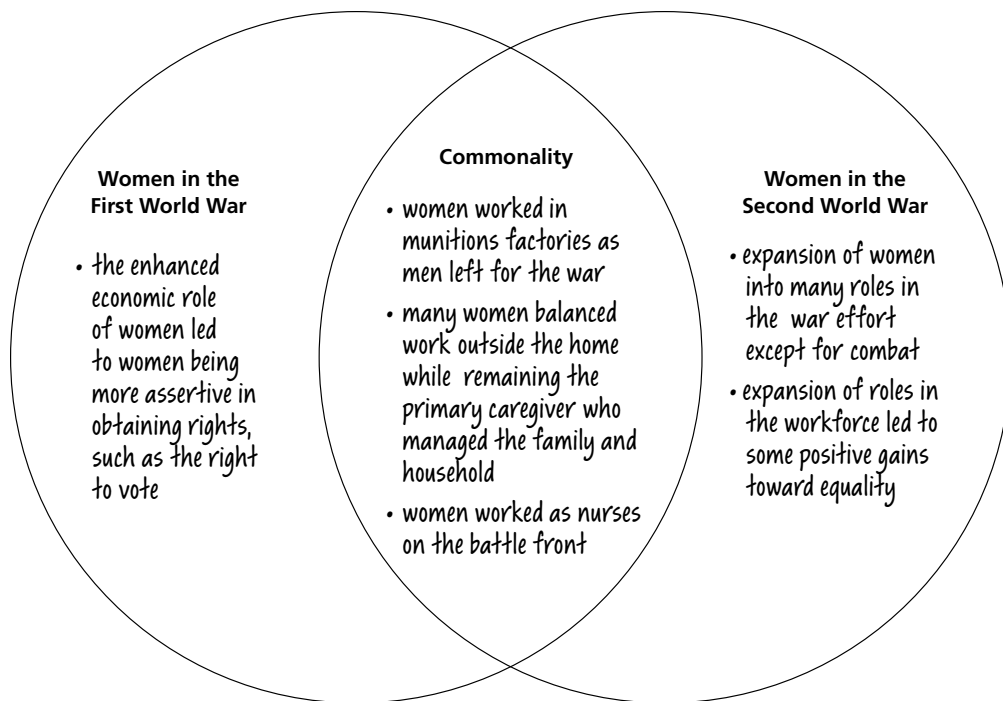 Women in the
First World War
• the enhanced
economic role
of women led
to women being
more assertive in
obtaining rights,
such as the right
to vote
Commonality
• women worked in
munitions factories as
men left for the war
• many women balanced
work outside the home
while remaining the
primary caregiver who
managed the family and
household
• women worked as nurses
on the battle front
Women in the
Second World War
• expansion of women
into many roles in
the war effort
except for combat
• expansion of roles in
the workforce led to
some positive gains
toward equality